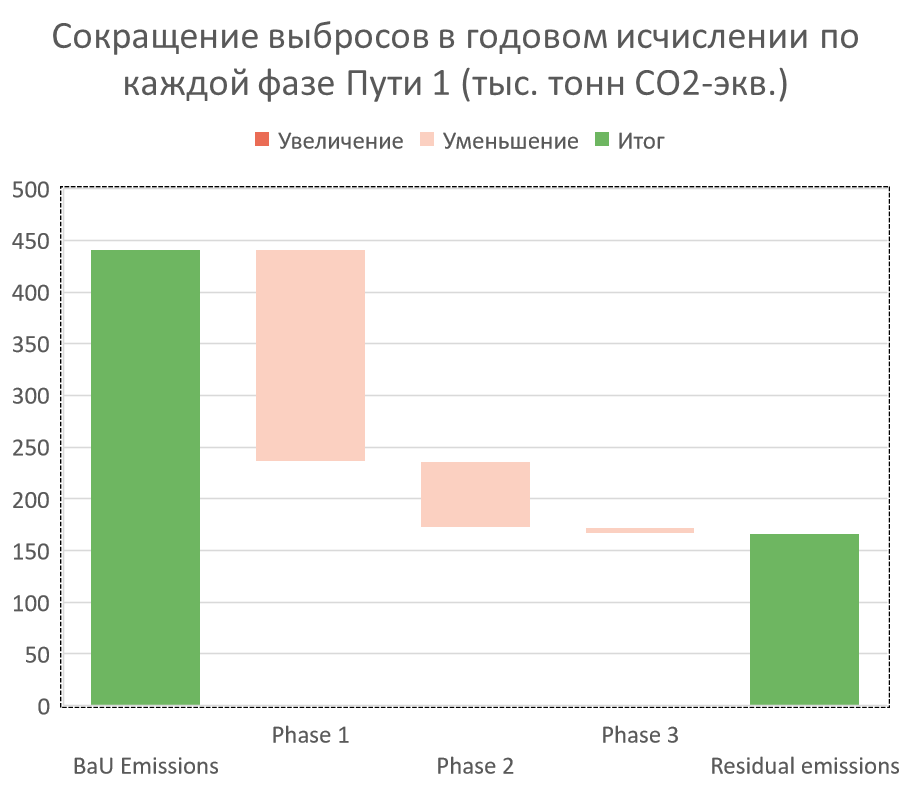 Сокращение выбросов в годовом исчислении по
каждой фазе Пути 1 (тыс. тонн CO2-экв.)
Увеличение Уменьшение Итог
500
450
400
350
300
250
200
150
100
50
0
Phase 1 Phase 3
BaU Emissions Phase 2 Residual emissions